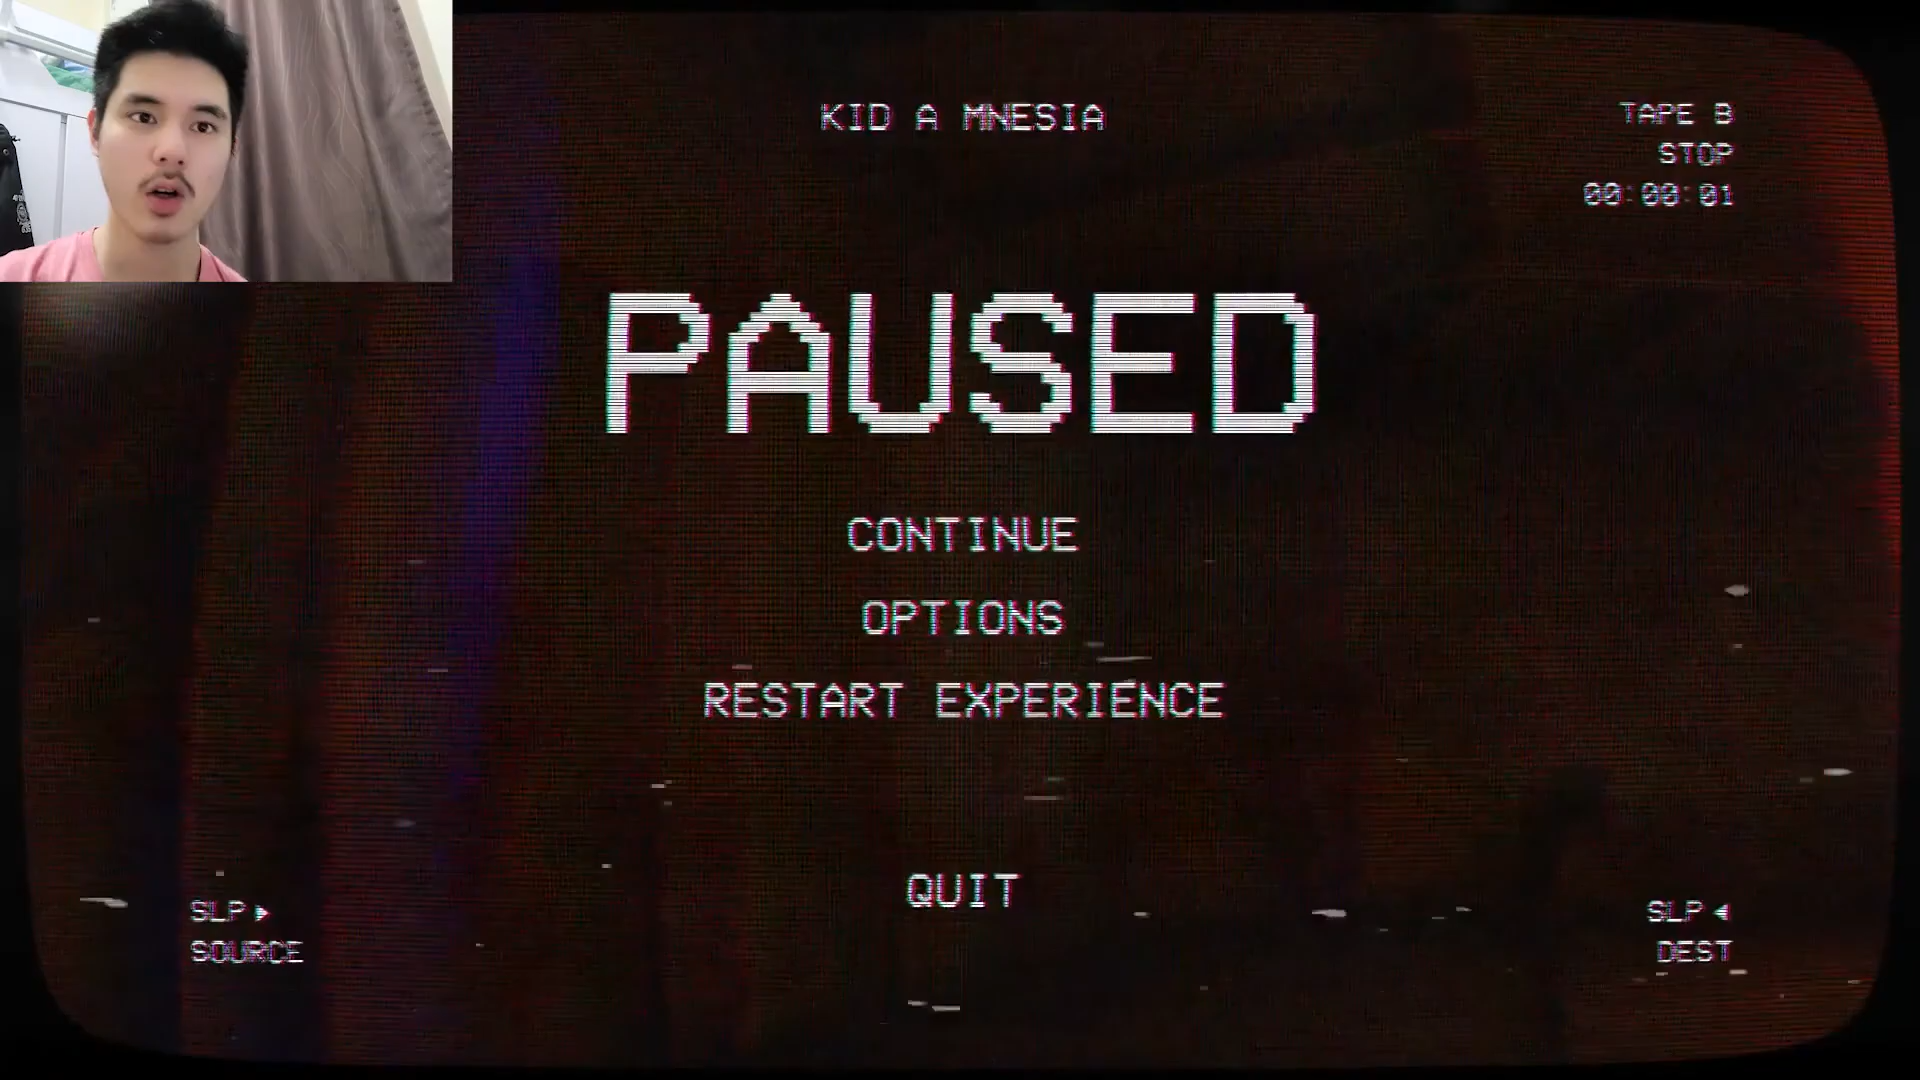 KID A MNESIA
TAPE B
STOP
00:00:01
PAUSED
CONTINUE
OPTIONS
RESTART EXPERIENCE
QUIT
SLP ▶
SOURCE
SLP ◀
DEST